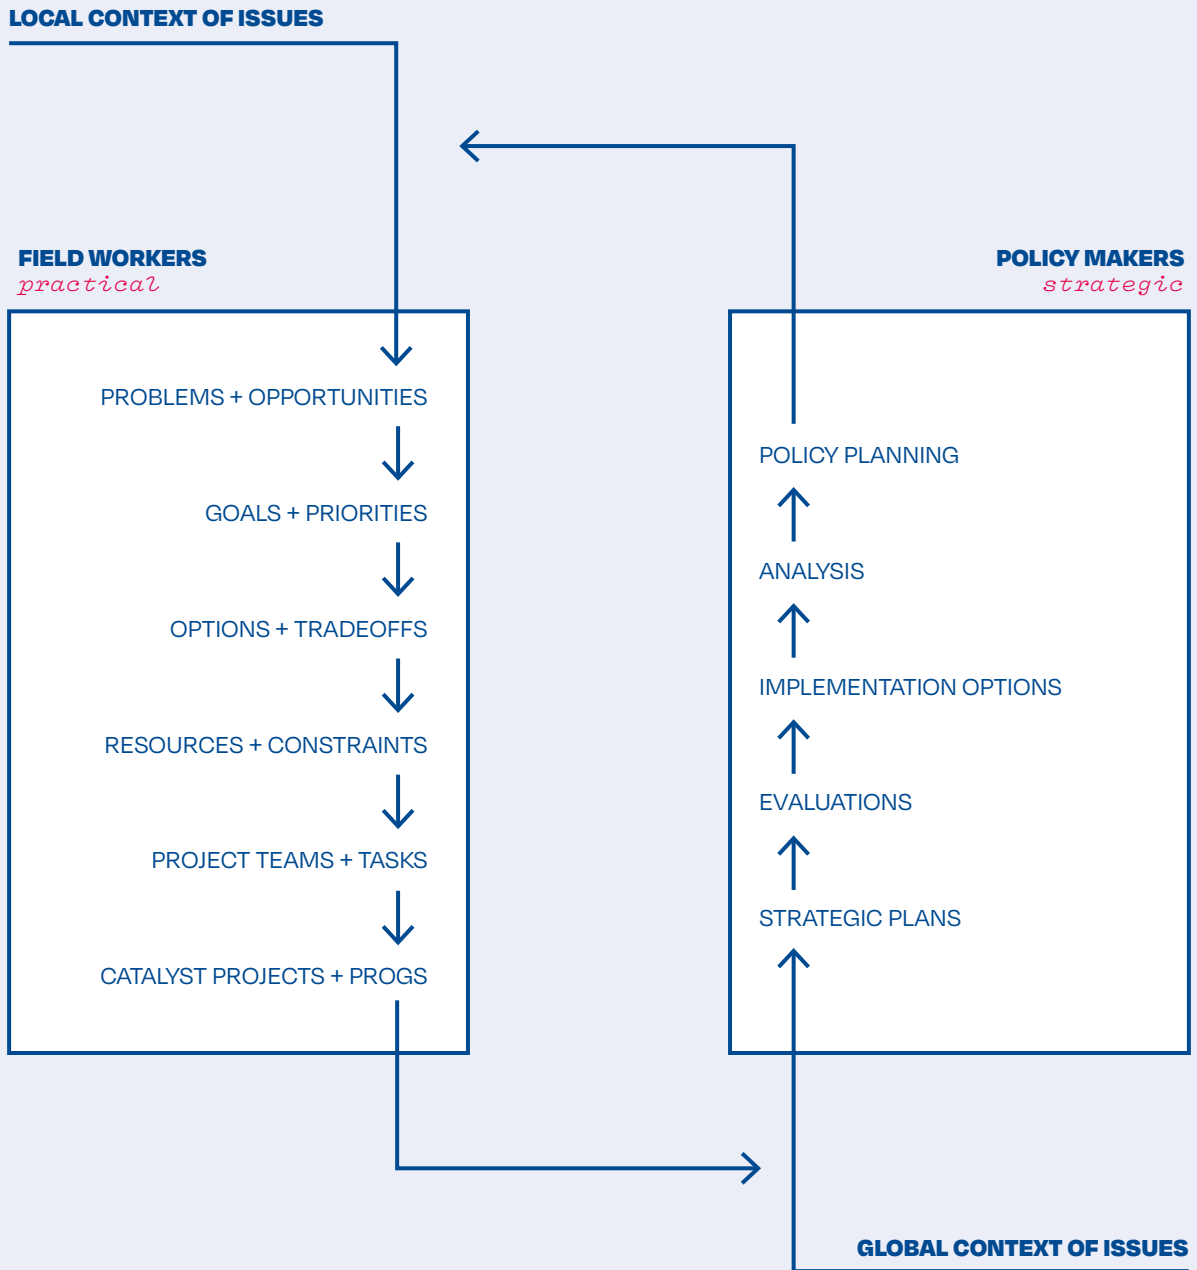 LOCAL CONTEXT OF ISSUES
FIELD WORKERS
practical
PROBLEMS + OPPORTUNITIES
GOALS + PRIORITIES
OPTIONS + TRADEOFFS
RESOURCES + CONSTRAINTS
PROJECT TEAMS + TASKS
CATALYST PROJECTS + PROGS
POLICY MAKERS
strategic
POLICY PLANNING
ANALYSIS
IMPLEMENTATION OPTIONS
EVALUATIONS
STRATEGIC PLANS
GLOBAL CONTEXT OF ISSUES